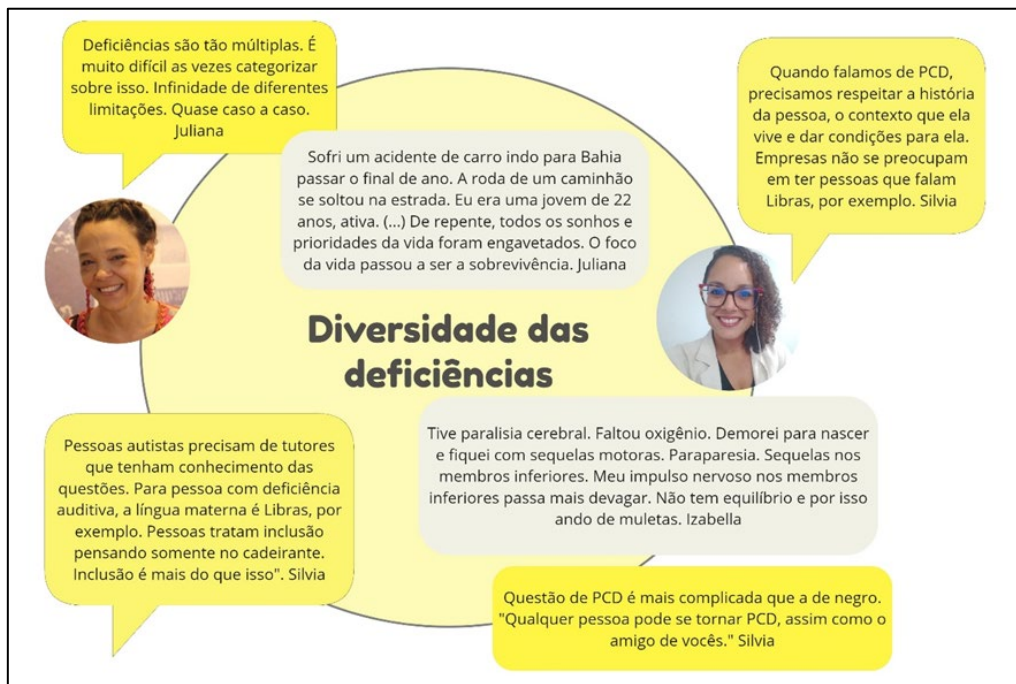 Deficiências são tão múltiplas. É
muito difícil as vezes categorizar
sobre isso. Infinidade de diferentes
limitações. Quase caso a caso.
Juliana
Quando falamos de PCD,
precisamos respeitar a história
da pessoa, o contexto que ela
vive e dar condições para ela.
Empresas não se preocupam
em ter pessoas que falam
Libras, por exemplo. Silvia
Sofri um acidente de carro indo para Bahia
passar o final de ano. A roda de um caminhão
se soltou na estrada. Eu era uma jovem de 22
anos, ativa. (...) De repente, todos os sonhos e
prioridades da vida foram engavetados. O foco
da vida passou a ser a sobrevivência. Juliana
Diversidade das
deficiências
Tive paralisia cerebral. Faltou oxigênio. Demorei para nascer
e fiquei com sequelas motoras. Paraparesia. Sequelas nos
membros inferiores. Meu impulso nervoso nos membros
inferiores passa mais devagar. Não tem equilíbrio e por isso
ando de muletas. Izabella
Pessoas autistas precisam de tutores
que tenham conhecimento das
questões. Para pessoa com deficiência
auditiva, a língua materna é Libras, por
exemplo. Pessoas tratam inclusão
pensando somente no cadeirante.
Inclusão é mais do que isso". Silvia
Questão de PCD é mais complicada que a de negro.
"Qualquer pessoa pode se tornar PCD, assim como o
amigo de vocês." Silvia